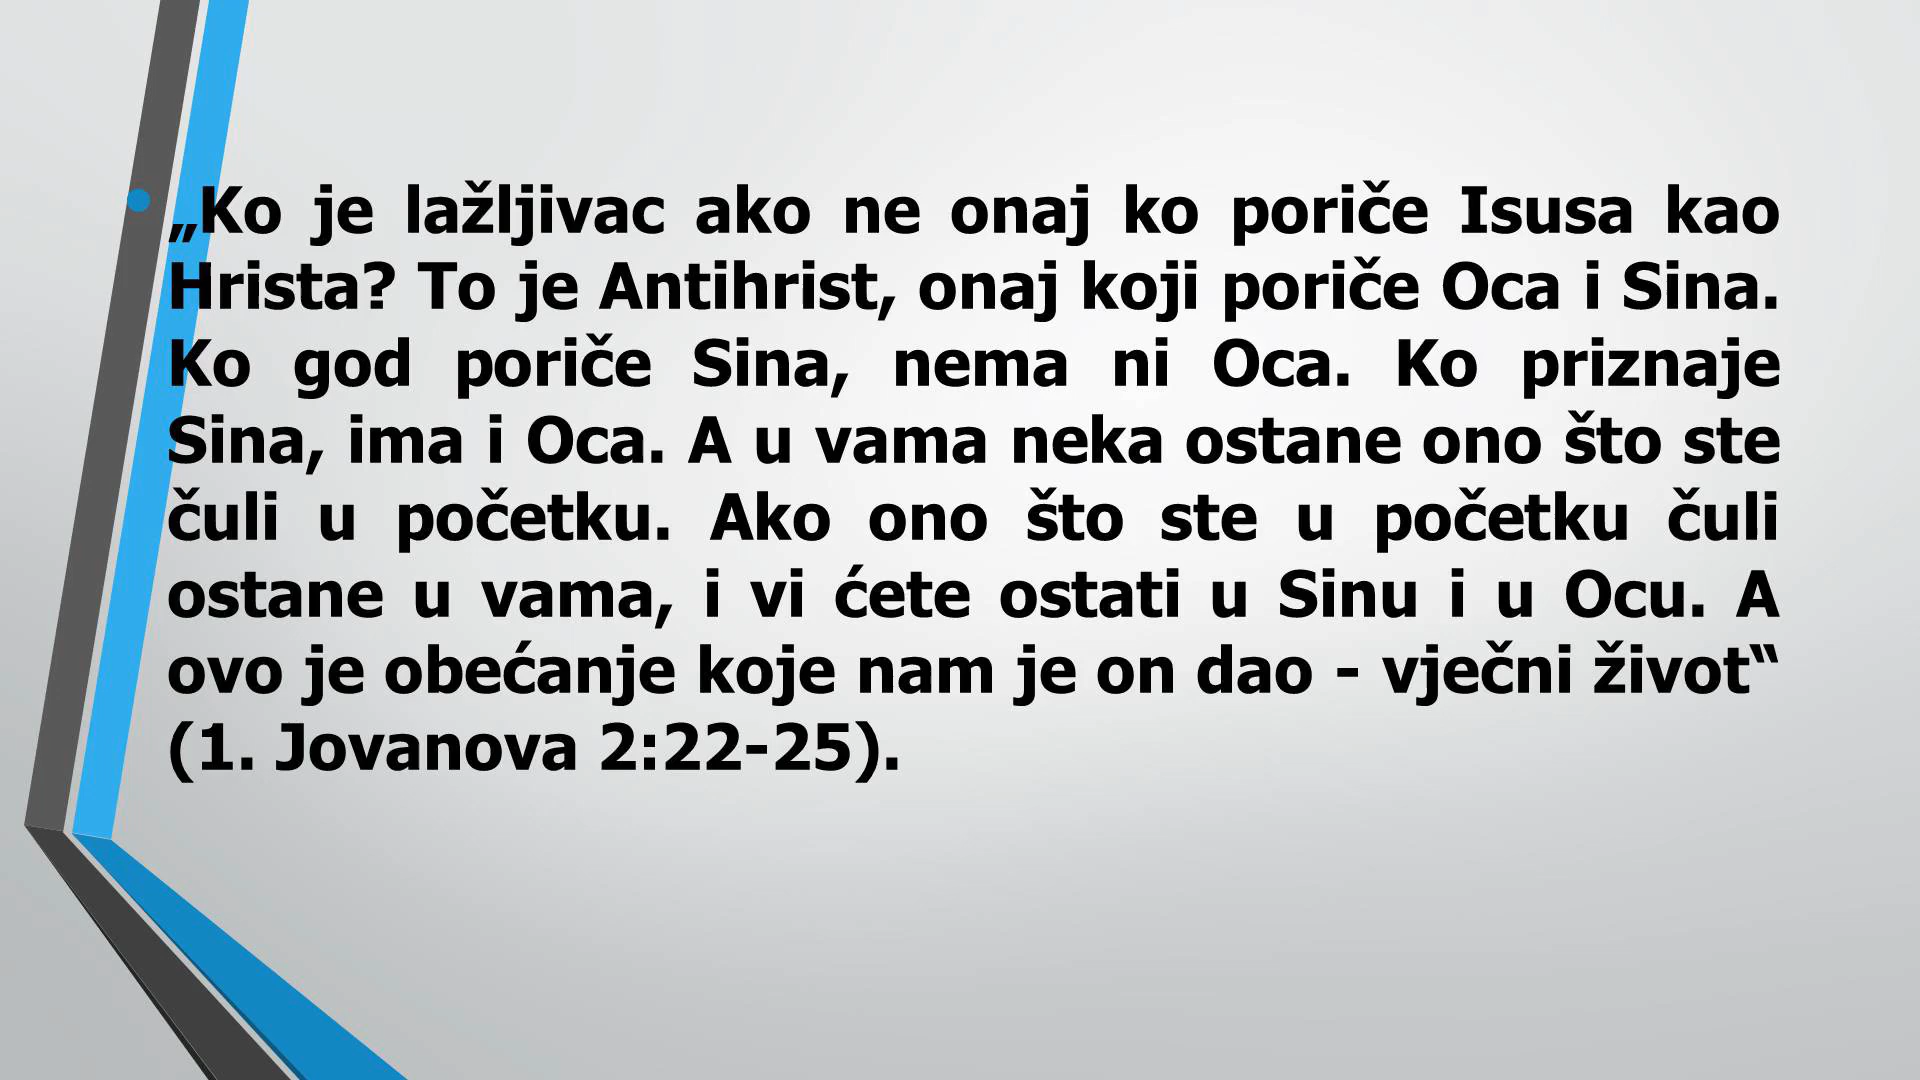 • „Ko je lažljivac ako ne onaj ko poriče Isusa kao
Hrista? To je Antihrist, onaj koji poriče Oca i Sina.
Ko god poriče Sina, nema ni Oca. Ko priznaje
Sina, ima i Oca. A u vama neka ostane ono što ste
čuli u početku. Ako ono što ste u početku čuli
ostane u vama, i vi ćete ostati u Sinu i u Ocu. A
ovo je obećanje koje nam je on dao - vječni život“
(1. Jovanova 2:22-25).